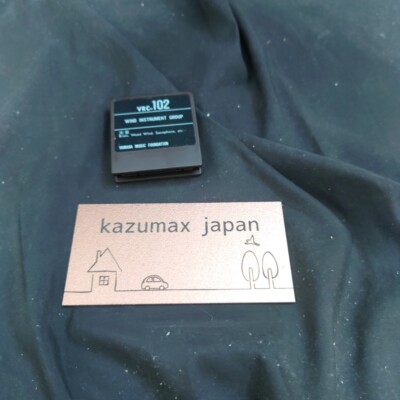 VRC-102
WIND INSTRUMENT GROUP
YAMAHA MUSIC FOUNDATION
kazumax japan